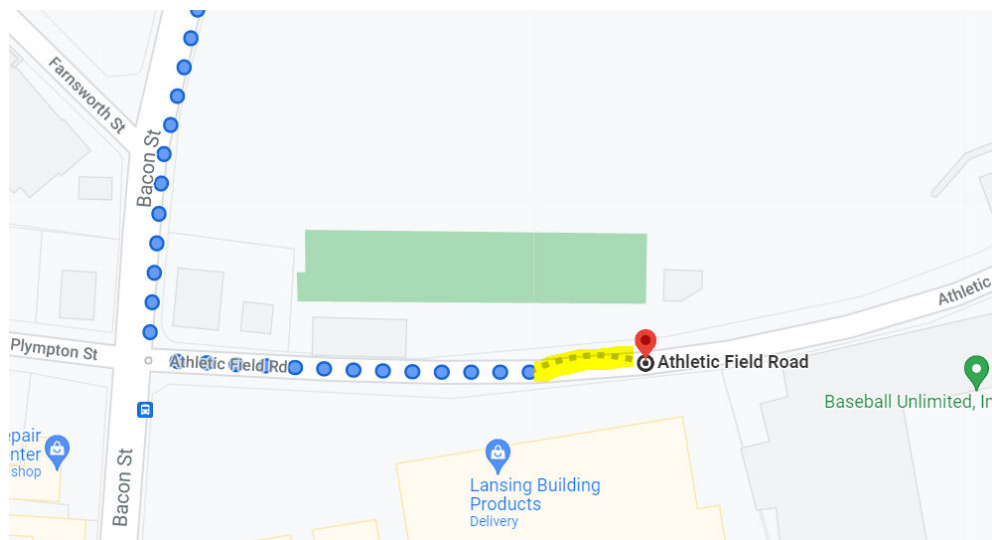 Farnsworth St
Bacon St
Athletic
Plympton St
Athletic Field Rd
Athletic Field Road
Baseball Unlimited, In
epair
nter
shop
Bacon St
Lansing Building
Products
Delivery